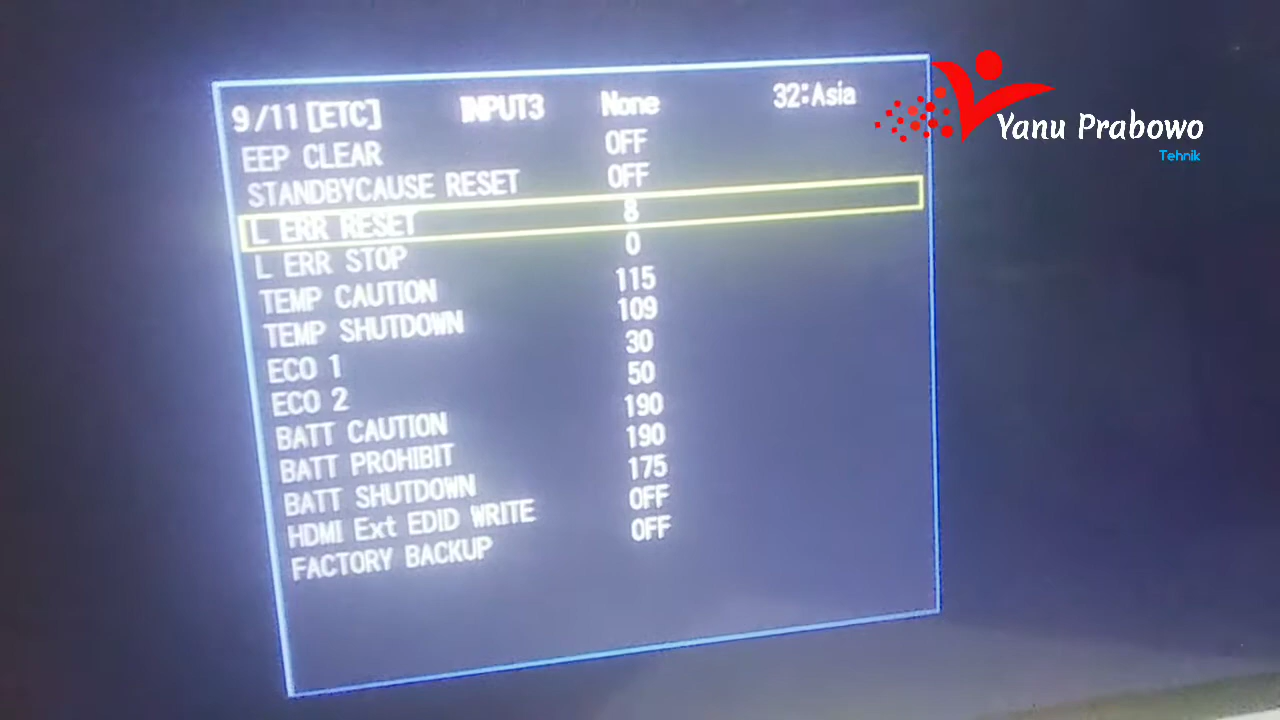 9/11 [ETC] INPUT3 None 32:Asia
EEP CLEAR OFF
STANDBYCAUSE RESET OFF
L ERR RESET 8
L ERR STOP 0
TEMP CAUTION 115
TEMP SHUTDOWN 109
ECO 1 30
ECO 2 50
BATT CAUTION 190
BATT PROHIBIT 190
BATT SHUTDOWN 175
HDMI Ext EDID WRITE OFF
FACTORY BACKUP OFF
Yanu Prabowo
Tehnik